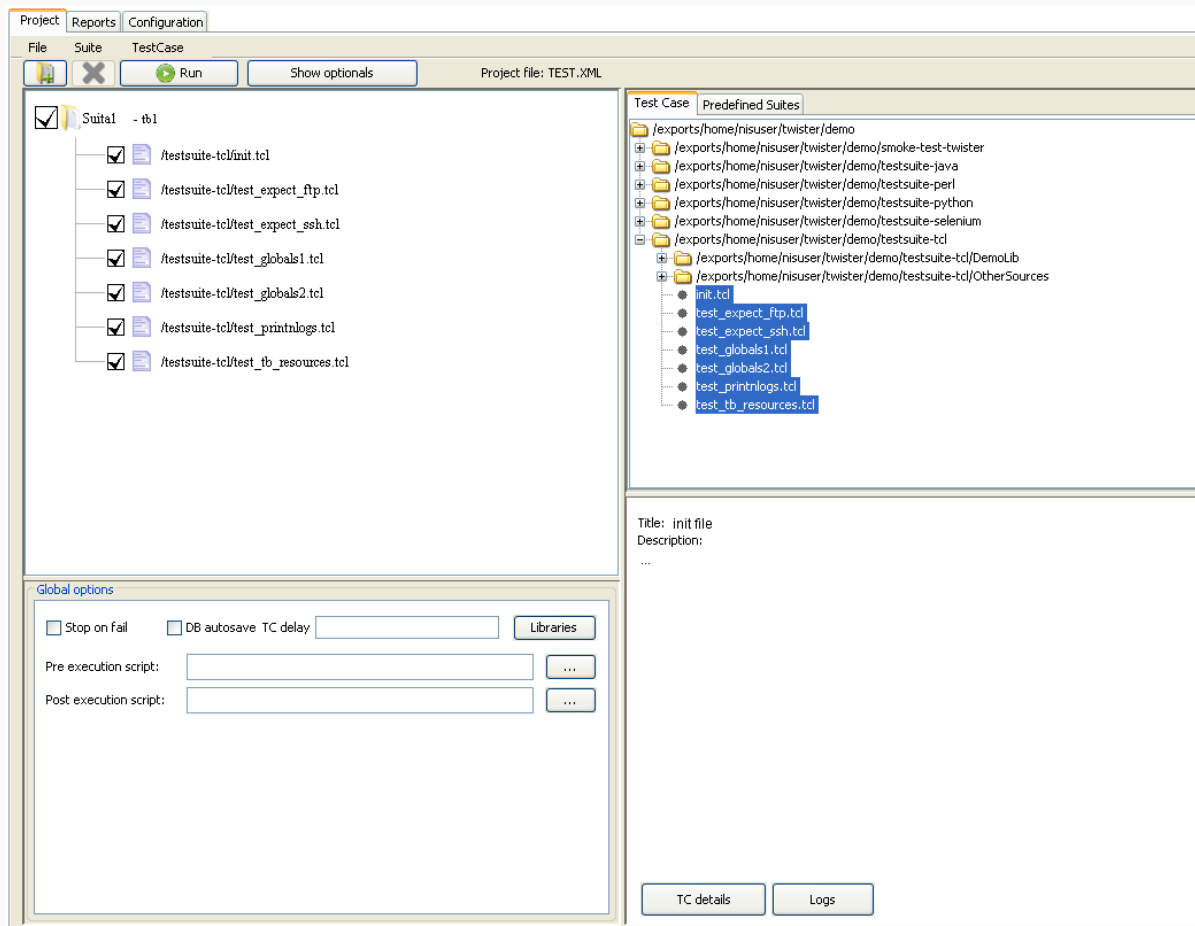 Project Reports Configuration
File Suite TestCase
Run Show optionals Project file: TEST.XML
Suita1 - tb1
/testsuite-tcl/init.tcl
/testsuite-tcl/test_expect_ftp.tcl
/testsuite-tcl/test_expect_ssh.tcl
/testsuite-tcl/test_globals1.tcl
/testsuite-tcl/test_globals2.tcl
/testsuite-tcl/test_printnlogs.tcl
/testsuite-tcl/test_tb_resources.tcl
Test Case Predefined Suites
/exports/home/nisuser/twister/demo
/exports/home/nisuser/twister/demo/smoke-test-twister
/exports/home/nisuser/twister/demo/testsuite-java
/exports/home/nisuser/twister/demo/testsuite-perl
/exports/home/nisuser/twister/demo/testsuite-python
/exports/home/nisuser/twister/demo/testsuite-selenium
/exports/home/nisuser/twister/demo/testsuite-tcl
/exports/home/nisuser/twister/demo/testsuite-tcl/DemoLib
/exports/home/nisuser/twister/demo/testsuite-tcl/OtherSources
init.tcl
test_expect_ftp.tcl
test_expect_ssh.tcl
test_globals1.tcl
test_globals2.tcl
test_printnlogs.tcl
test_tb_resources.tcl
Global options
Stop on fail DB autosave TC delay Libraries
Pre execution script: ...
Post execution script: ...
Title: init file
Description:
...
TC details Logs